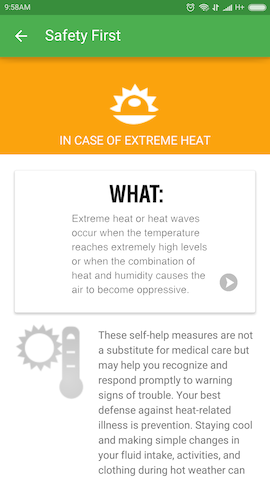 9:58AM
H+
Safety First
IN CASE OF EXTREME HEAT
WHAT:
Extreme heat or heat waves
occur when the temperature
reaches extremely high levels
or when the combination of
heat and humidity causes the
air to become oppressive.
These self-help measures are not
a substitute for medical care but
may help you recognize and
respond promptly to warning
signs of trouble. Your best
defense against heat-related
illness is prevention. Staying cool
and making simple changes in
your fluid intake, activities, and
clothing during hot weather can